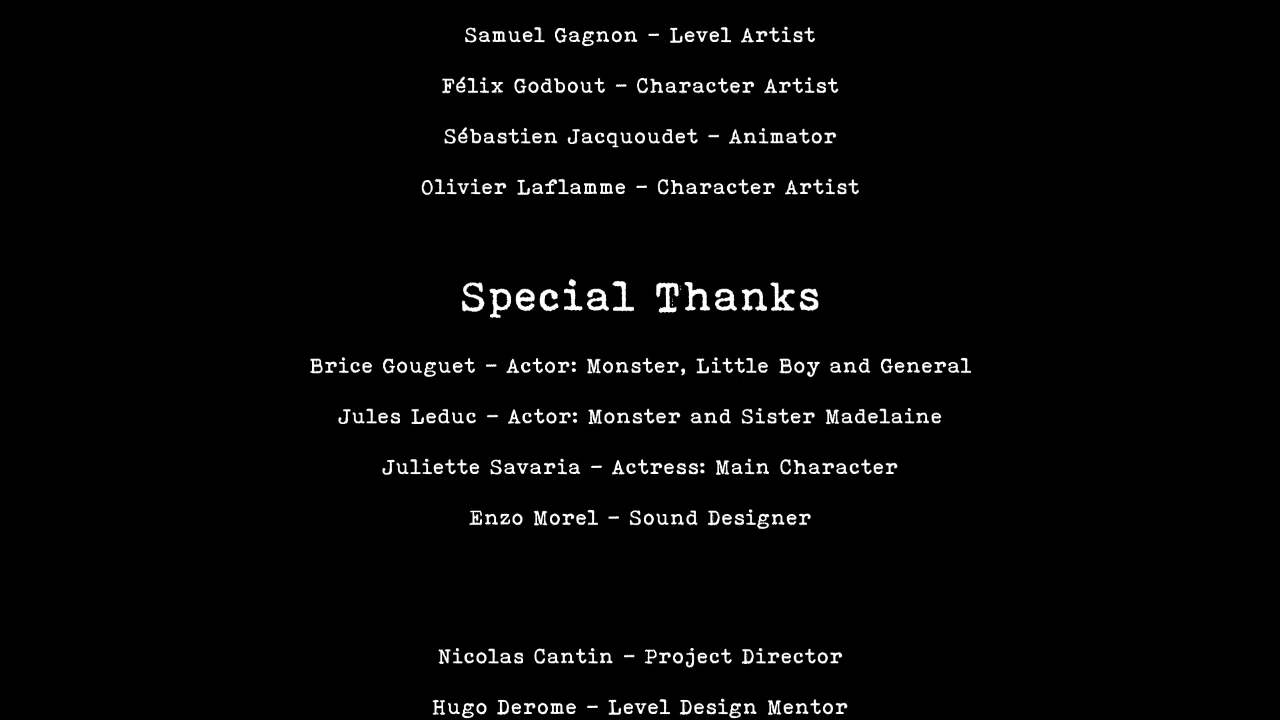 Samuel Gagnon – Level Artist
Félix Godbout – Character Artist
Sébastien Jacquoudet – Animator
Olivier Laflamme – Character Artist
Special Thanks
Brice Gouguet – Actor: Monster, Little Boy and General
Jules Leduc – Actor: Monster and Sister Madelaine
Juliette Savaria – Actress: Main Character
Enzo Morel – Sound Designer
Nicolas Cantin – Project Director
Hugo Derome – Level Design Mentor